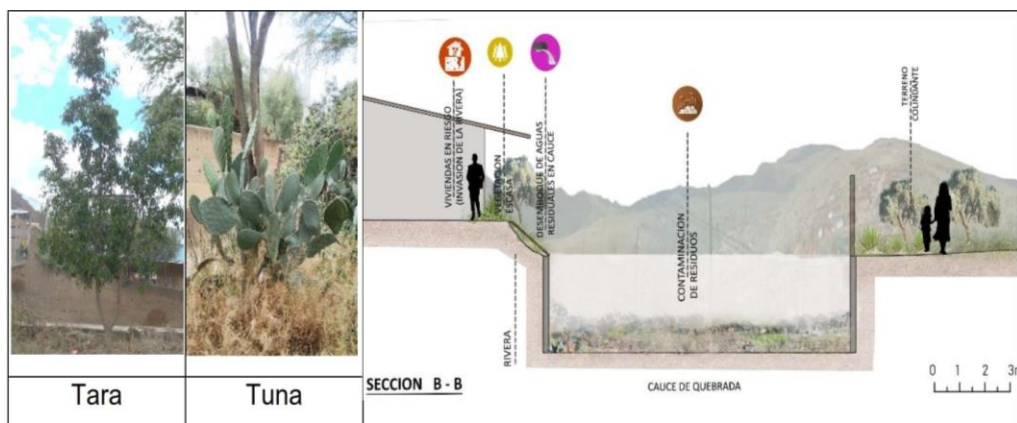 Tara
Tuna
VIVIENDAS EN RIESGO
(INVASION DE LA RIVERA)
VEGETACION
ESCASA
DESEMBOQUE DE AGUAS
RESIDUALES EN CAUCE
CONTAMINACION
DE RESIDUOS
TERRENO
COLINDANTE
RIVERA
SECCION B - B
CAUCE DE QUEBRADA
0 1 2 3m